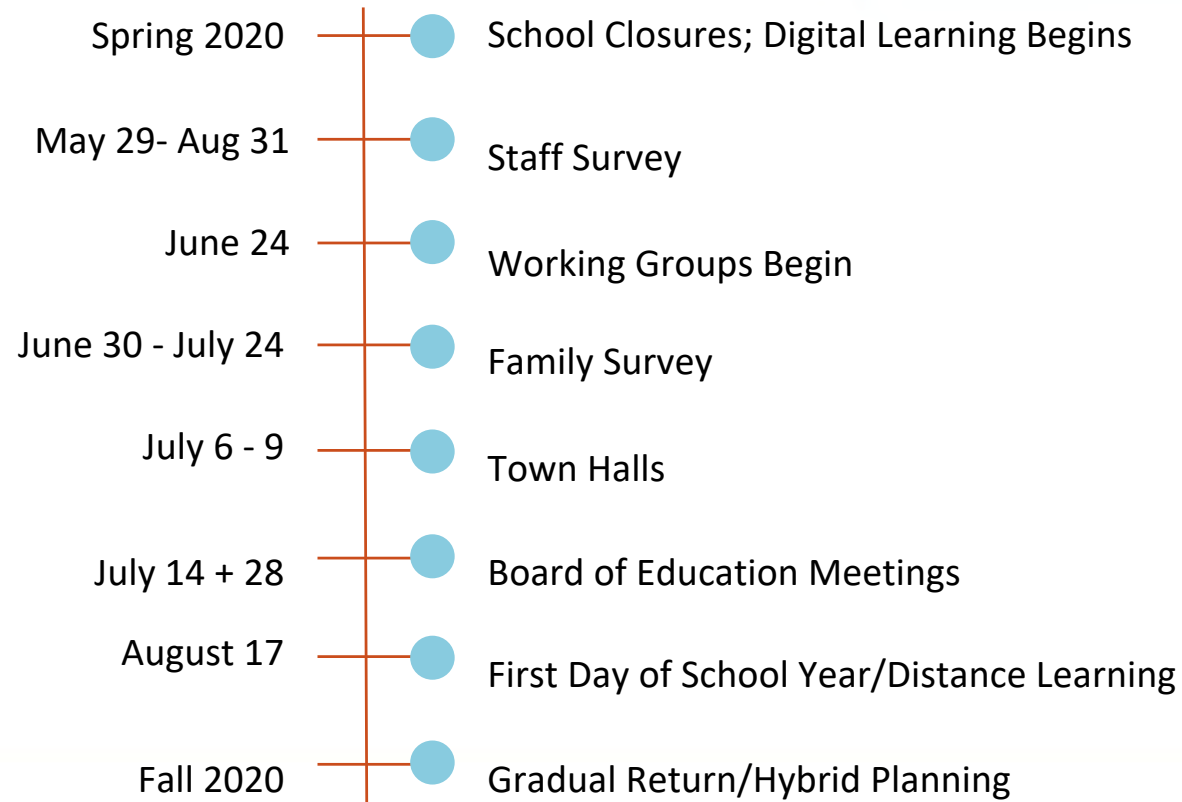 Spring 2020 School Closures; Digital Learning Begins
May 29- Aug 31 Staff Survey
June 24 Working Groups Begin
June 30 - July 24 Family Survey
July 6 - 9 Town Halls
July 14 + 28 Board of Education Meetings
August 17 First Day of School Year/Distance Learning
Fall 2020 Gradual Return/Hybrid Planning